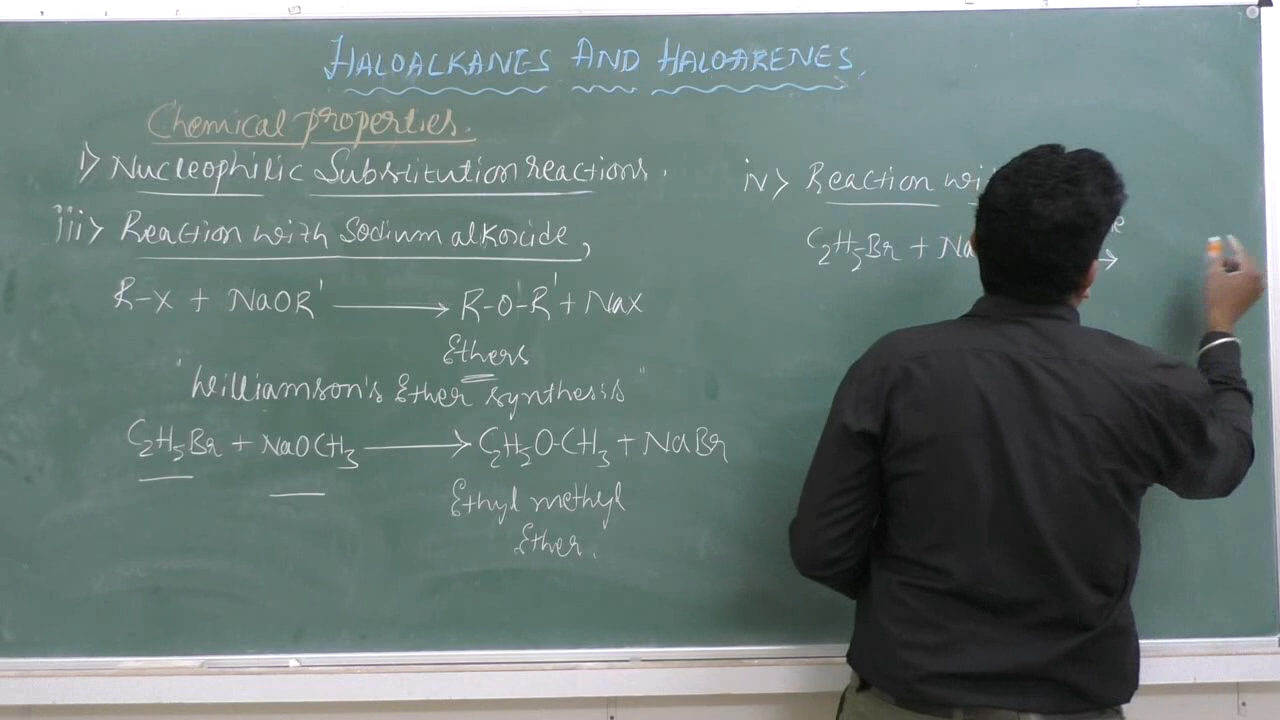 HALOALKANES AND HALOARENES.
Chemical properties.
i> Nucleophilic Substitution reactions.
iii> Reaction with Sodium alkoxide,
R-X + NaOR' ⟶ R-O-R' + NaX
Ethers
"Williamson's Ether synthesis"
C₂H₅Br + NaOCH₃ ⟶ C₂H₅O-CH₃ + NaBr
Ethyl methyl
Ether.
iv> Reaction
C₂H₅Br + →